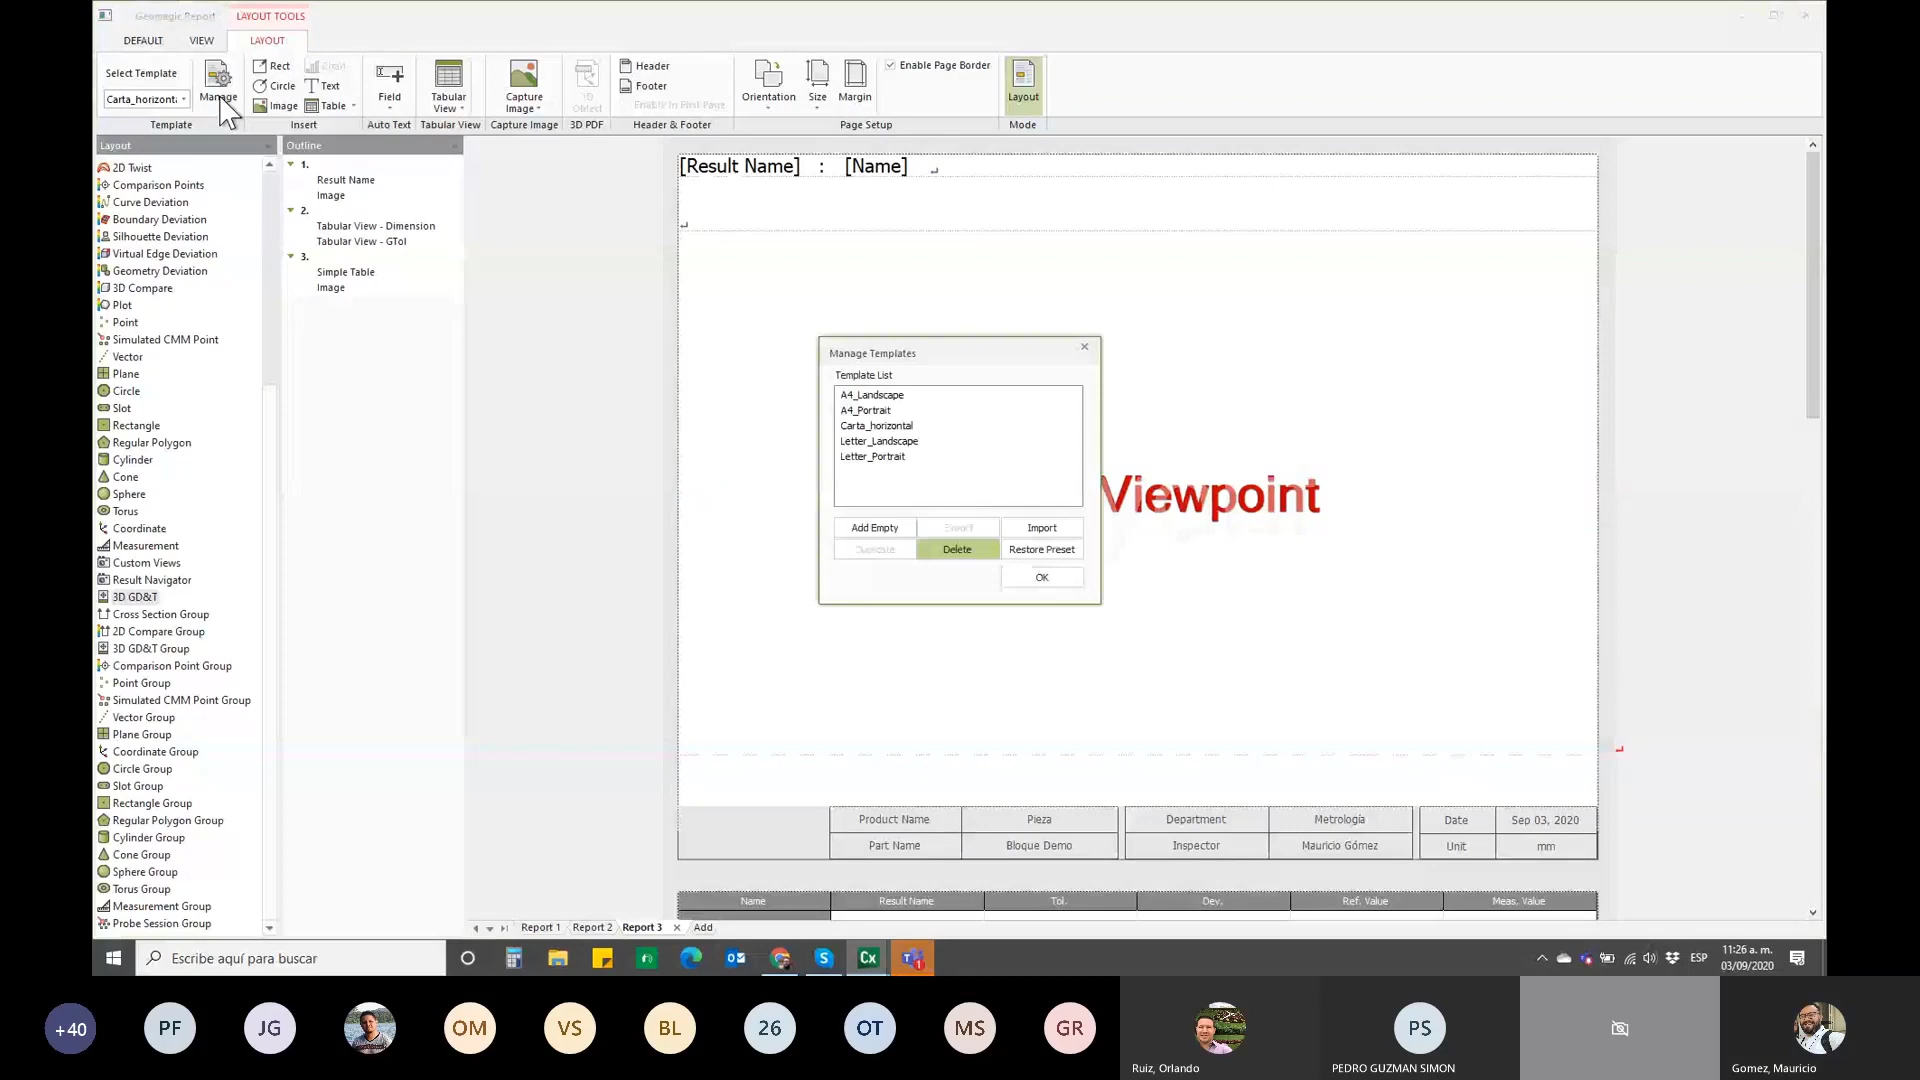 Geomagic Report
LAYOUT TOOLS
DEFAULT
VIEW
LAYOUT
Select Template
Carta_horizont:
Manage
Template
Rect
Circle
Text
Image
Table
Insert
Field
Auto Text
Tabular
View
Tabular View
Capture
Image
Capture Image
3D
Object
3D PDF
Header
Footer
Enable In First Page
Header & Footer
Orientation
Size
Margin
Enable Page Border
Page Setup
Layout
Mode
Layout
2D Twist
Comparison Points
Curve Deviation
Boundary Deviation
Silhouette Deviation
Virtual Edge Deviation
Geometry Deviation
3D Compare
Plot
Point
Simulated CMM Point
Vector
Plane
Circle
Slot
Rectangle
Regular Polygon
Cylinder
Cone
Sphere
Torus
Coordinate
Measurement
Custom Views
Result Navigator
3D GD&T
Cross Section Group
2D Compare Group
3D GD&T Group
Comparison Point Group
Point Group
Simulated CMM Point Group
Vector Group
Plane Group
Coordinate Group
Circle Group
Slot Group
Rectangle Group
Regular Polygon Group
Cylinder Group
Cone Group
Sphere Group
Torus Group
Measurement Group
Probe Session Group
Outline
1.
Result Name
Image
2.
Tabular View - Dimension
Tabular View - GTol
3.
Simple Table
Image
[Result Name] : [Name]
Viewpoint
Manage Templates
Template List
A4_Landscape
A4_Portrait
Carta_horizontal
Letter_Landscape
Letter_Portrait
Add Empty
Import
Duplicate
Delete
Restore Preset
OK
Product Name
Pieza
Department
Metrología
Date
Sep 03, 2020
Part Name
Bloque Demo
Inspector
Mauricio Gómez
Unit
mm
Name
Result Name
Tol.
Dev.
Ref. Value
Meas. Value
Report 1
Report 2
Report 3
Add
Escribe aquí para buscar
Cx
ESP
11:26 a. m.
03/09/2020
+40
PF
JG
OM
VS
BL
26
OT
MS
GR
Ruiz, Orlando
PS
PEDRO GUZMAN SIMON
Gomez, Mauricio